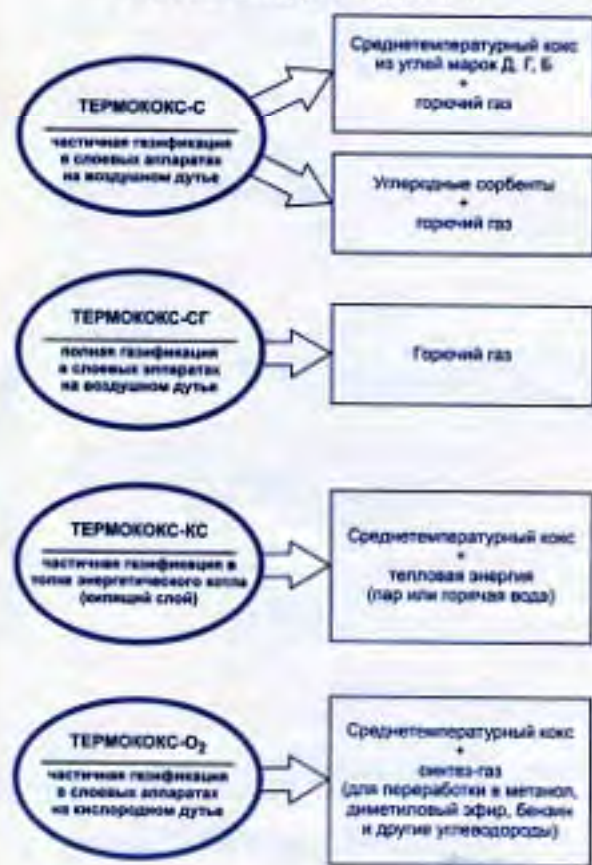 ТЕРМОКОКС-С
частичная газификация
в слоевых аппаратах
на воздушном дутье
Среднетемпературный кокс
из углей марок Д, Г, Б
+
горючий газ
Углеродные сорбенты
+
горючий газ
ТЕРМОКОКС-СГ
полная газификация
в слоевых аппаратах
на воздушном дутье
Горючий газ
ТЕРМОКОКС-КС
частичная газификация в
топке энергетического котла
(кипящий слой)
Среднетемпературный кокс
+
тепловая энергия
(пар или горячая вода)
ТЕРМОКОКС-O₂
частичная газификация
в слоевых аппаратах
на кислородном дутье
Среднетемпературный кокс
+
синтез-газ
(для переработки в метанол,
диметиловый эфир, бензин
и другие углеводороды)